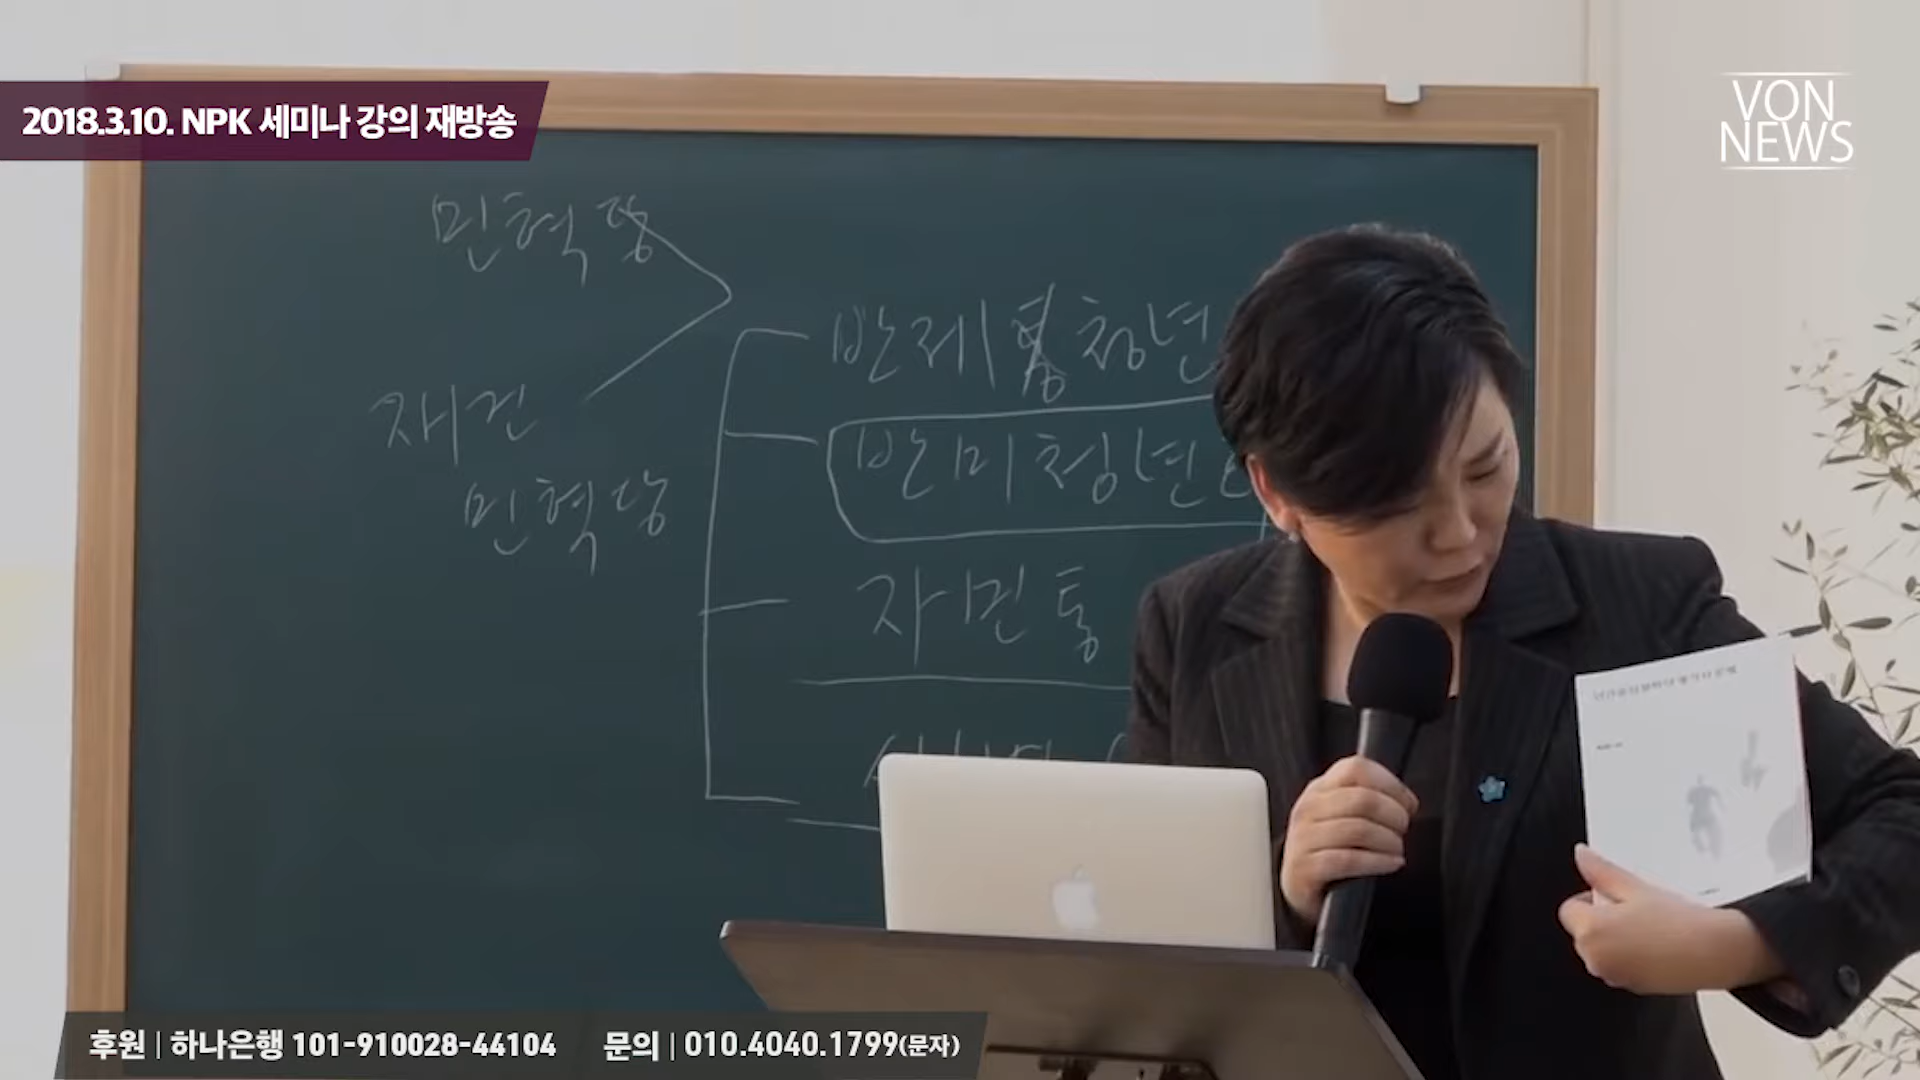 2018.3.10. NPK 세미나 강의 재방송
VON
NEWS
민혁당
재건
민혁당
반제 청년
반미청년
자민통
후원 | 하나은행 101-910028-44104 문의 | 010.4040.1799(문자)